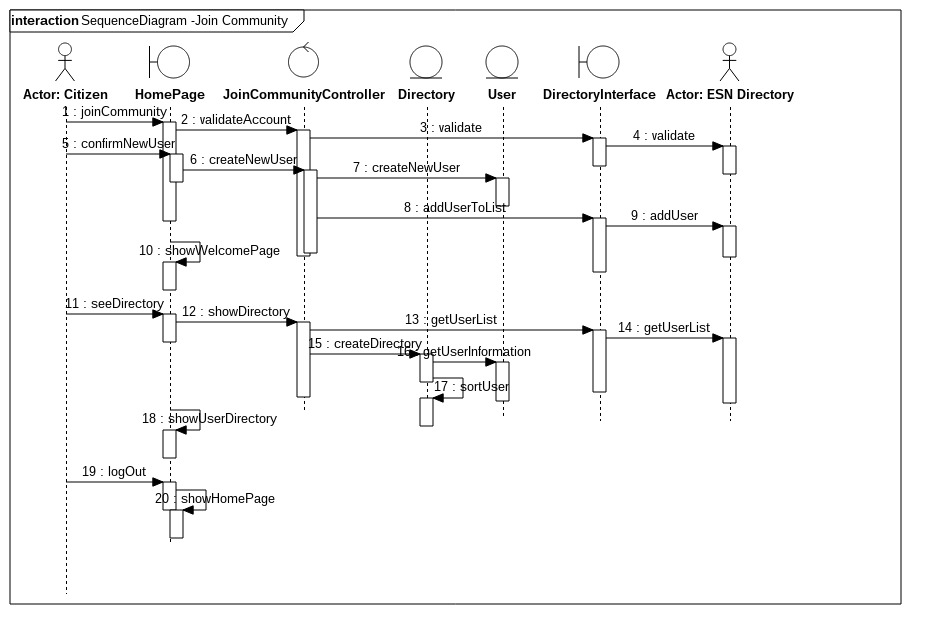 interaction SequenceDiagram -Join Community
Actor: Citizen HomePage JoinCommunityController Directory User DirectoryInterface Actor: ESN Directory
1 : joinCommunity
2 : validateAccount
3 : validate
4 : validate
5 : confirmNewUser
6 : createNewUser
7 : createNewUser
8 : addUserToList
9 : addUser
10 : showWelcomePage
11 : seeDirectory
12 : showDirectory
13 : getUserList
14 : getUserList
15 : createDirectory
16 : getUserInformation
17 : sortUser
18 : showUserDirectory
19 : logOut
20 : showHomePage